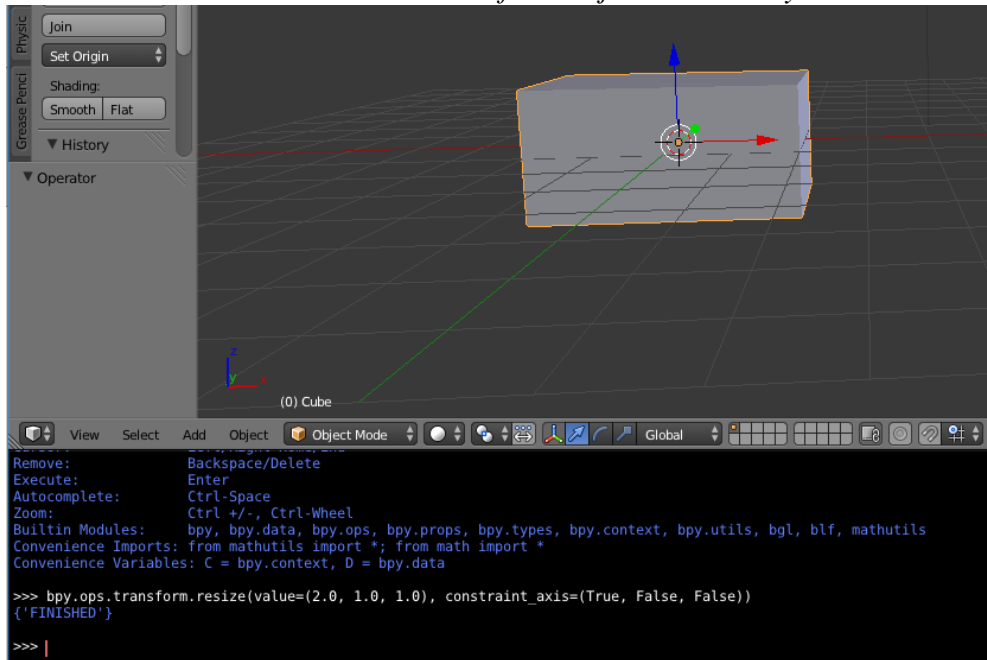 Join
Set Origin
Shading:
Smooth Flat
History
Operator
Physic
Grease Penci
z
y
x
(0) Cube
View Select Add Object Object Mode Global
Remove: Backspace/Delete
Execute: Enter
Autocomplete: Ctrl-Space
Zoom: Ctrl +/-, Ctrl-Wheel
Builtin Modules: bpy, bpy.data, bpy.ops, bpy.props, bpy.types, bpy.context, bpy.utils, bgl, blf, mathutils
Convenience Imports: from mathutils import *; from math import *
Convenience Variables: C = bpy.context, D = bpy.data
>>> bpy.ops.transform.resize(value=(2.0, 1.0, 1.0), constraint_axis=(True, False, False))
{'FINISHED'}
>>>